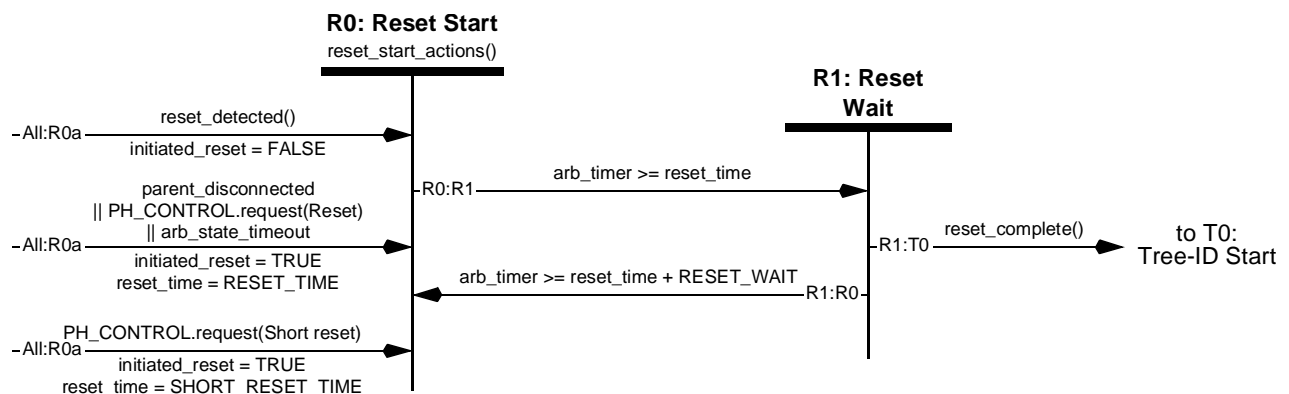 R0: Reset Start
reset_start_actions()
R1: Reset
Wait
reset_detected()
All:R0a
initiated_reset = FALSE
parent_disconnected
|| PH_CONTROL.request(Reset)
|| arb_state_timeout
All:R0a
initiated_reset = TRUE
reset_time = RESET_TIME
PH_CONTROL.request(Short reset)
All:R0a
initiated_reset = TRUE
reset_time = SHORT_RESET_TIME
R0:R1
arb_timer >= reset_time
arb_timer >= reset_time + RESET_WAIT
R1:R0
R1:T0
reset_complete()
to T0:
Tree-ID Start